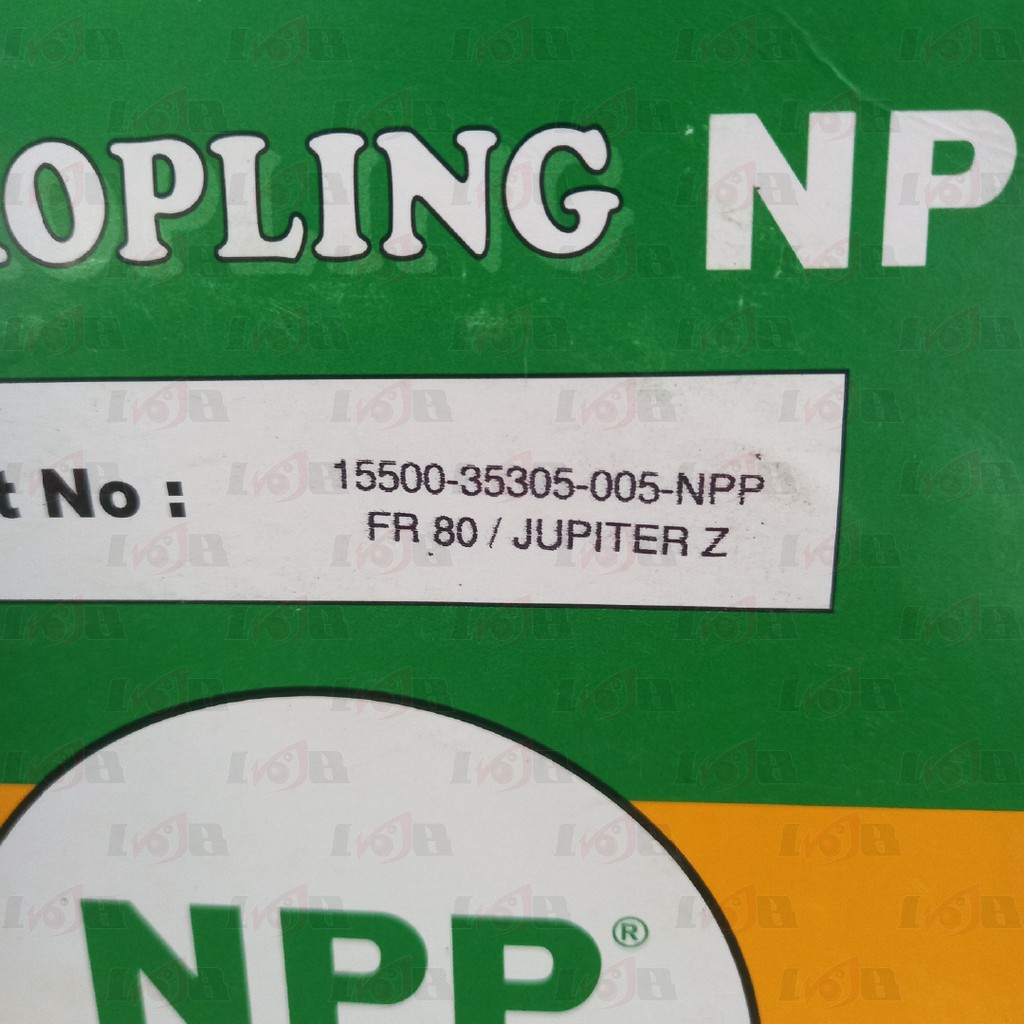 OPLING NP
t No :
15500-35305-005-NPP
FR 80 / JUPITER Z
NPP®